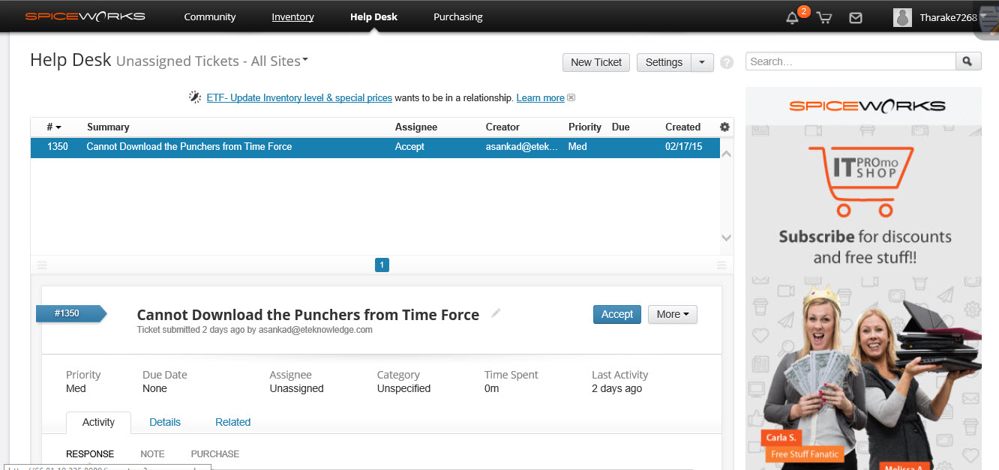 SPICEWORKS Community Inventory Help Desk Purchasing 2 Tharake7268
Help Desk Unassigned Tickets - All Sites New Ticket Settings ? Search...
ETF- Update Inventory level & special prices wants to be in a relationship. Learn more
SPICEWORKS
# Summary Assignee Creator Priority Due Created
1350 Cannot Download the Punchers from Time Force Accept asankad@etek... Med 02/17/15
IT PROmo SHOP
Subscribe for discounts
and free stuff!!
1
#1350 Cannot Download the Punchers from Time Force Accept More
Ticket submitted 2 days ago by asankad@eteknowledge.com
Priority Due Date Assignee Category Time Spent Last Activity
Med None Unassigned Unspecified 0m 2 days ago
Activity Details Related
Carla S.
RESPONSE NOTE PURCHASE
Free Stuff Fanatic
Melissa A.